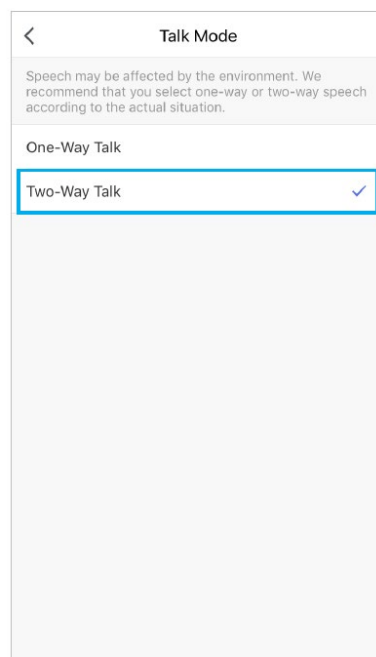 Talk Mode
Speech may be affected by the environment. We
recommend that you select one-way or two-way speech
according to the actual situation.
One-Way Talk
Two-Way Talk